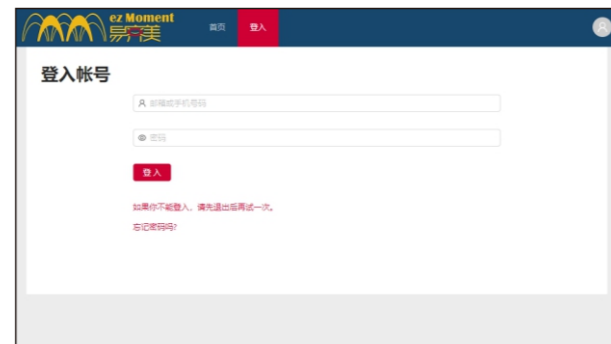 ez Moment
易完美
首页
登入
登入帐号
邮箱或手机号码
密码
登入
如果你不能登入，请先退出后再试一次。
忘记密码吗?